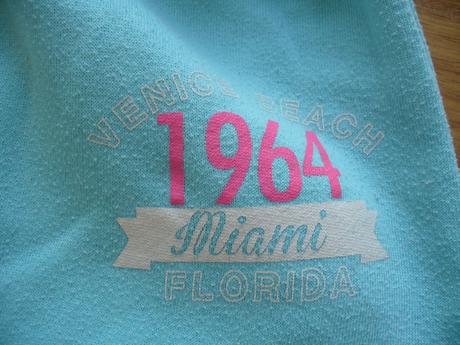 VENICE BEACH
1964
Miami
FLORIDA